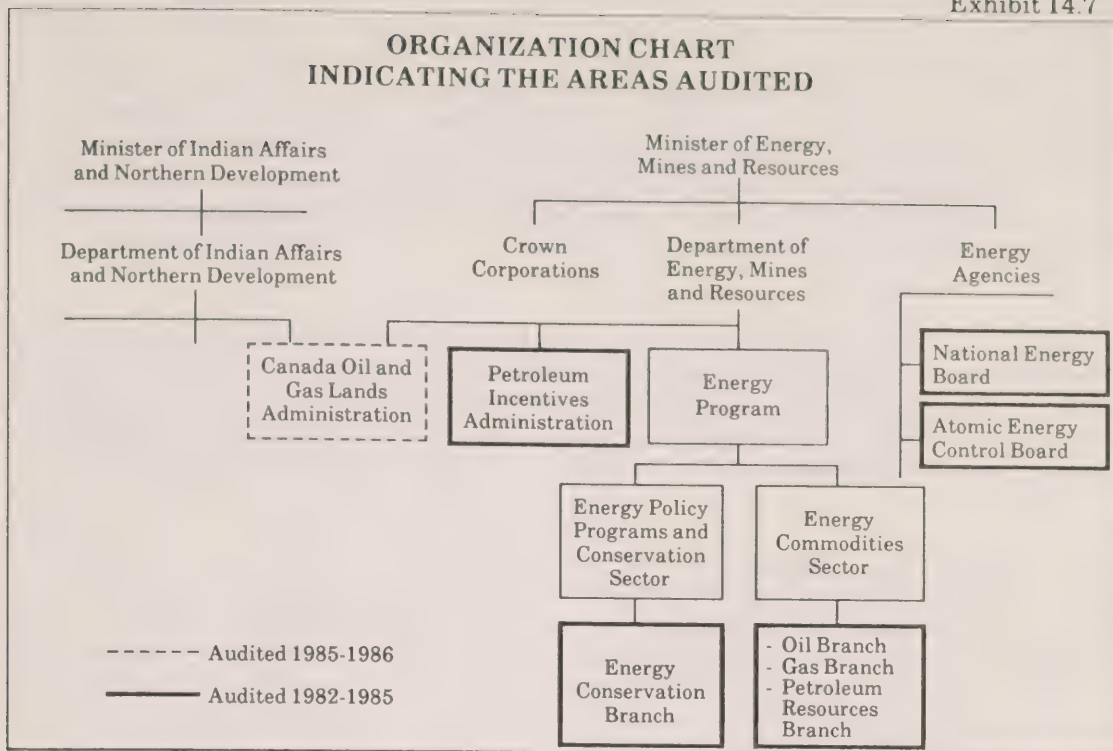 Exhibit 14.7
ORGANIZATION CHART
INDICATING THE AREAS AUDITED
Minister of Indian Affairs
and Northern Development
Minister of Energy,
Mines and Resources
Department of Indian Affairs
and Northern Development
Crown
Corporations
Department of
Energy, Mines
and Resources
Energy
Agencies
Canada Oil and
Gas Lands
Administration
Petroleum
Incentives
Administration
Energy
Program
National Energy
Board
Atomic Energy
Control Board
Energy Policy
Programs and
Conservation
Sector
Energy
Commodities
Sector
Energy
Conservation
Branch
- Oil Branch
- Gas Branch
- Petroleum
Resources
Branch
Audited 1985-1986
Audited 1982-1985